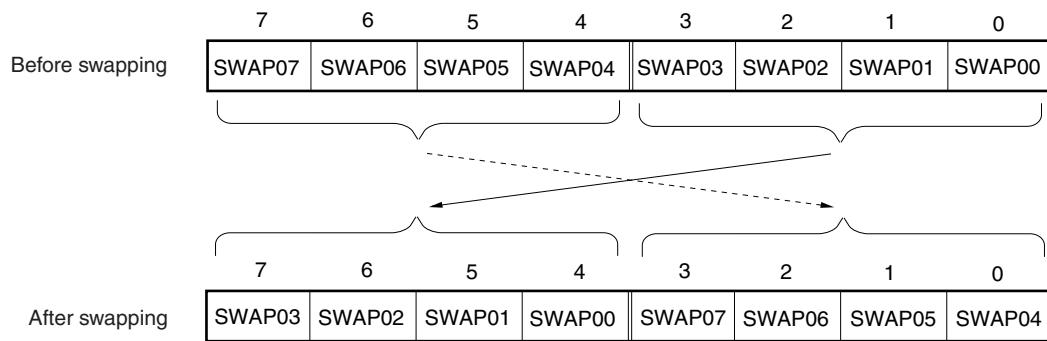 7 6 5 4 3 2 1 0
Before swapping SWAP07 SWAP06 SWAP05 SWAP04 SWAP03 SWAP02 SWAP01 SWAP00
7 6 5 4 3 2 1 0
After swapping SWAP03 SWAP02 SWAP01 SWAP00 SWAP07 SWAP06 SWAP05 SWAP04